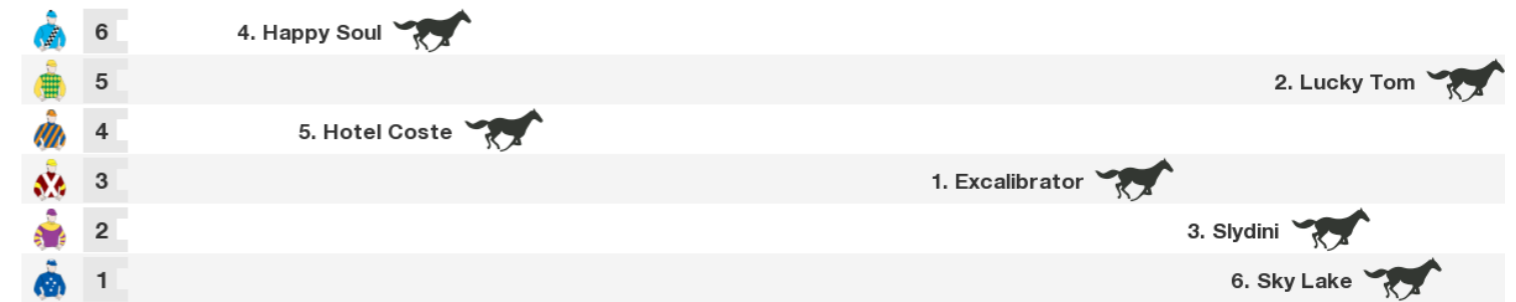 6 4. Happy Soul
5 2. Lucky Tom
4 5. Hotel Coste
3 1. Excalibrator
2 3. Slydini
1 6. Sky Lake